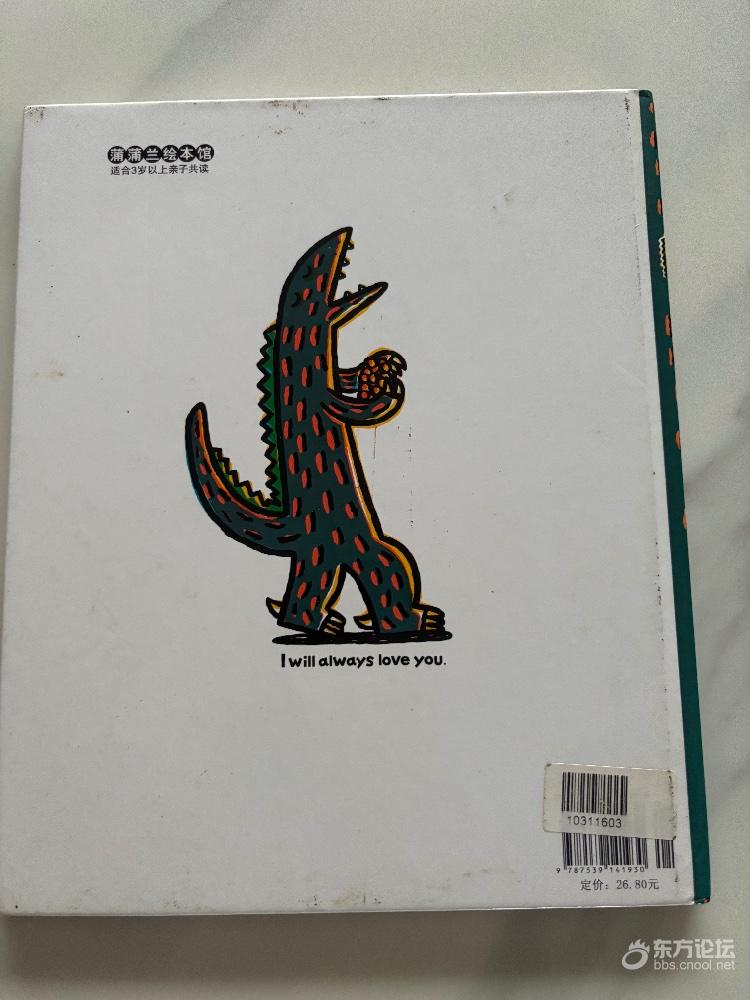 蒲蒲兰绘本馆
适合3岁以上亲子共读
I will always love you.
10311603
9 787539 141930
定价: 26.80元
东方论坛
bbs.cnool.net